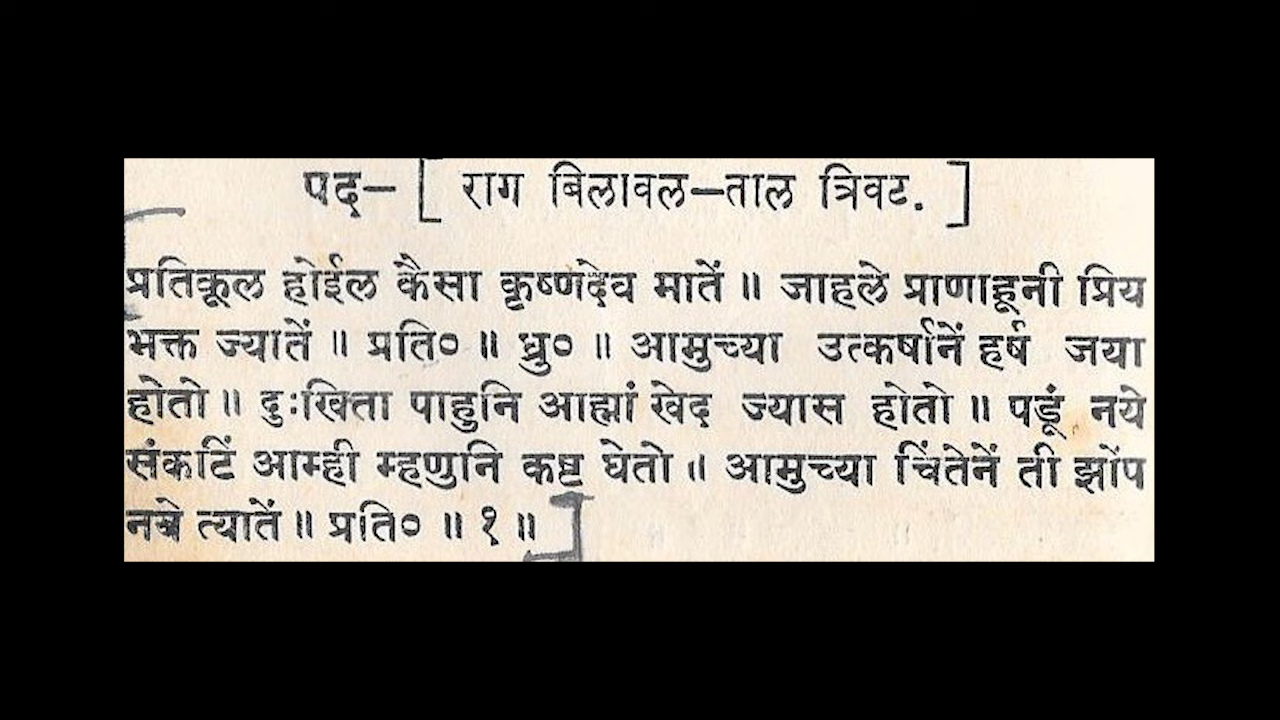 पद— [ राग बिलावल—ताल त्रिवट. ]
प्रतिकूल होईल कैसा कृष्णदेव मातें ॥ जाहले प्राणाहूनी प्रिय
भक्त ज्यातें ॥ प्रति० ॥ ध्रु० ॥ आमुच्या उत्कर्षानें हर्ष जया
होतो ॥ दुःखिता पाहुनि आह्मां खेद ज्यास होतो ॥ पडूं नये
संकटिं आम्ही म्हणुनि कष्ट घेतो ॥ आमुच्या चिंतेनें ती झोंप
त्यातें ॥ प्रति० ॥ १ ॥